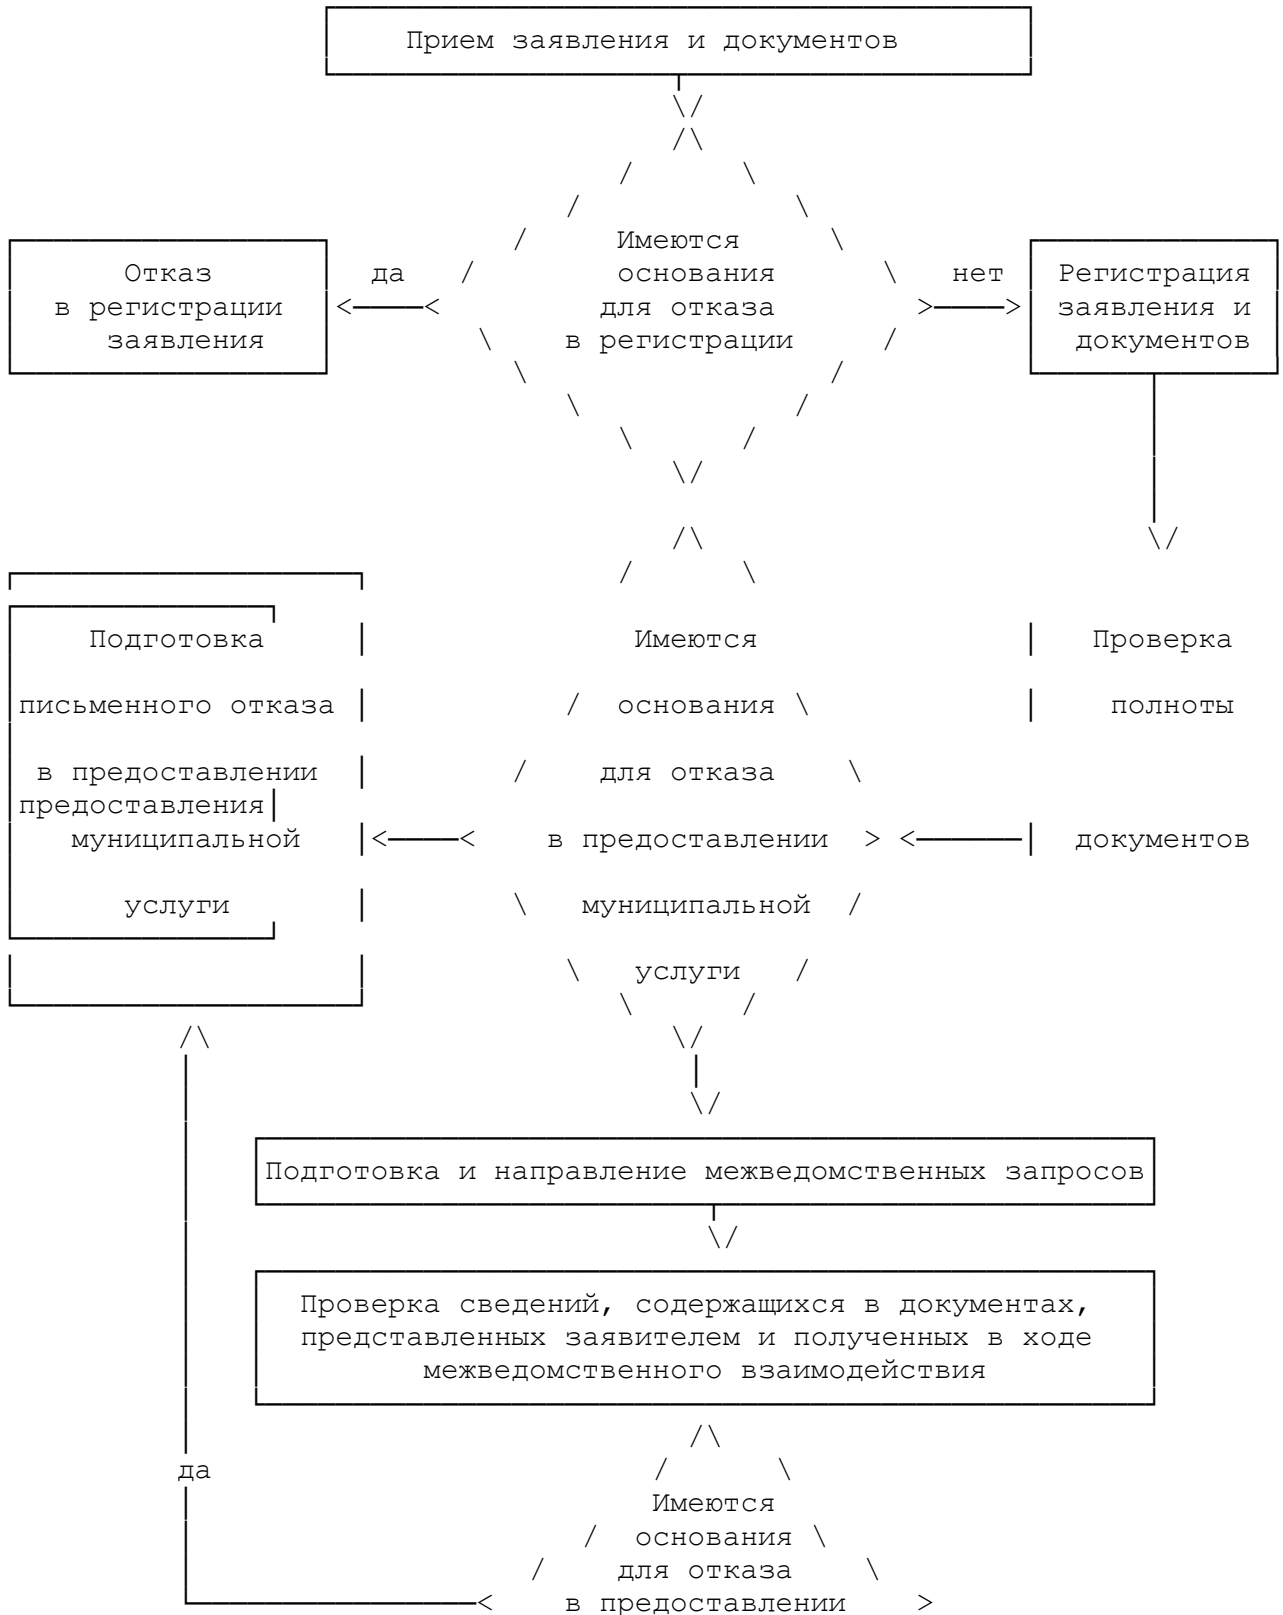 Прием заявления и документов
Имеются
Отказ да основания нет Регистрация
в регистрации для отказа заявления и
заявления в регистрации документов
Подготовка Имеются Проверка
письменного отказа основания полноты
в предоставлении для отказа
предоставления
муниципальной в предоставлении документов
услуги муниципальной
услуги
Подготовка и направление межведомственных запросов
Проверка сведений, содержащихся в документах,
представленных заявителем и полученных в ходе
межведомственного взаимодействия
да
Имеются
основания
для отказа
в предоставлении